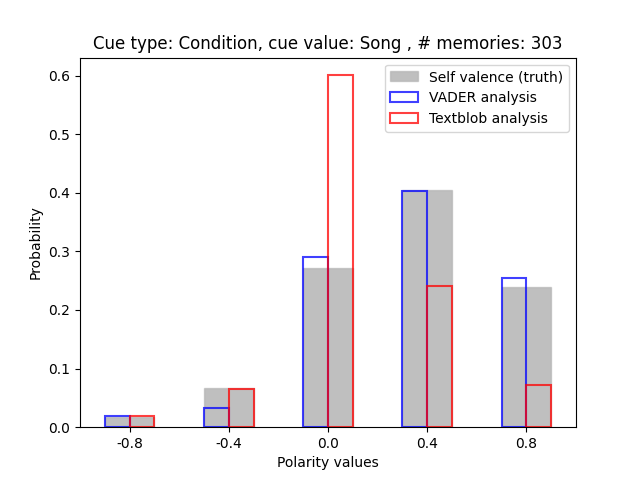 Cue type: Condition, cue value: Song , # memories: 303
Self valence (truth)
VADER analysis
Textblob analysis
Probability
0.6
0.5
0.4
0.3
0.2
0.1
0.0
-0.8 -0.4 0.0 0.4 0.8
Polarity values